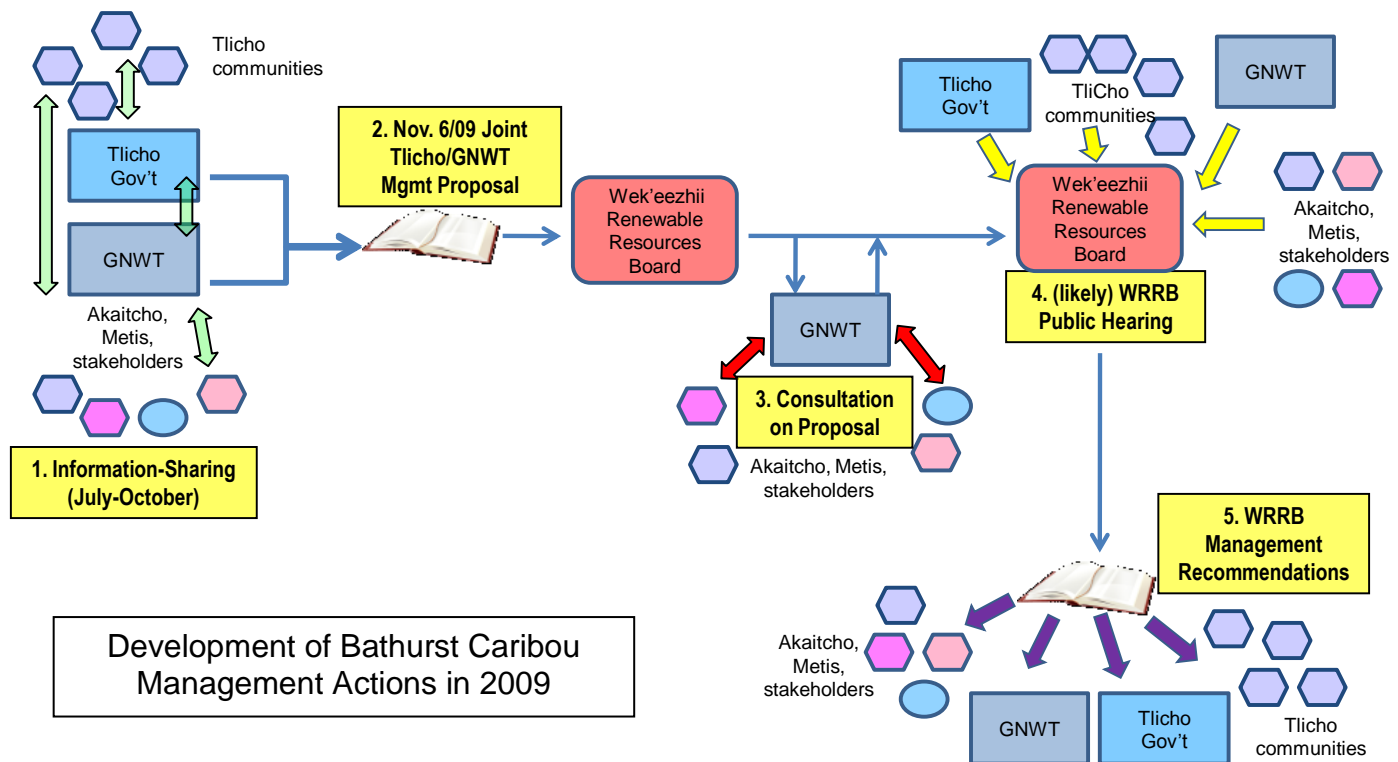 Tlicho
communities
Tlicho
Gov't
GNWT
Akaitcho,
Metis,
stakeholders
1. Information-Sharing
(July-October)
2. Nov. 6/09 Joint
Tlicho/GNWT
Mgmt Proposal
Wek'eezhii
Renewable
Resources
Board
GNWT
3. Consultation
on Proposal
Akaitcho, Metis,
stakeholders
Tlicho
Gov't
TliCho
communities
GNWT
Wek'eezhii
Renewable
Resources
Board
Akaitcho,
Metis,
stakeholders
4. (likely) WRRB
Public Hearing
5. WRRB
Management
Recommendations
Akaitcho,
Metis,
stakeholders
GNWT
Tlicho
Gov't
Tlicho
communities
Development of Bathurst Caribou
Management Actions in 2009